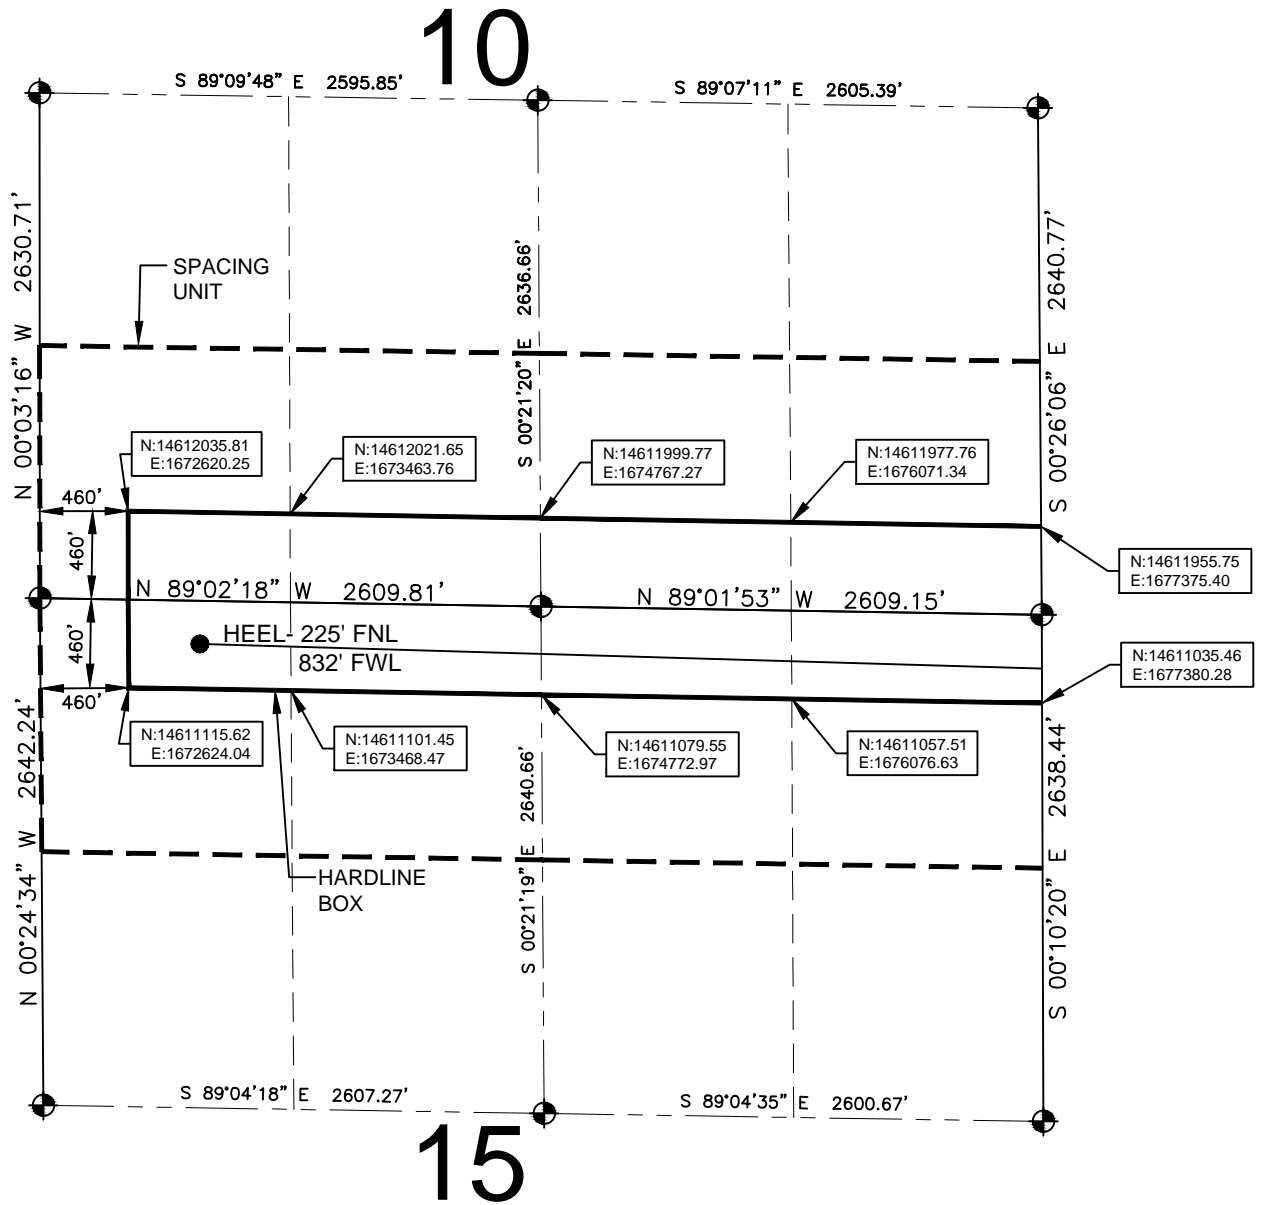 10
S 89°09'48" E 2595.85'
S 89°07'11" E 2605.39'
N 00°03'16" W 2630.71'
S 00°21'20" E 2636.66'
S 00°26'06" E 2640.77'
SPACING
UNIT
N:14612035.81
E:1672620.25
N:14612021.65
E:1673463.76
N:14611999.77
E:1674767.27
N:14611977.76
E:1676071.34
N:14611955.75
E:1677375.40
460'
460'
N 89°02'18" W 2609.81'
N 89°01'53" W 2609.15'
HEEL- 225' FNL
832' FWL
460'
460'
N:14611035.46
E:1677380.28
N:14611115.62
E:1672624.04
N:14611101.45
E:1673468.47
N:14611079.55
E:1674772.97
N:14611057.51
E:1676076.63
N 00°24'34" W 2642.24'
S 00°21'19" E 2640.66'
S 00°10'20" E 2638.44'
HARDLINE
BOX
S 89°04'18" E 2607.27'
S 89°04'35" E 2600.67'
15